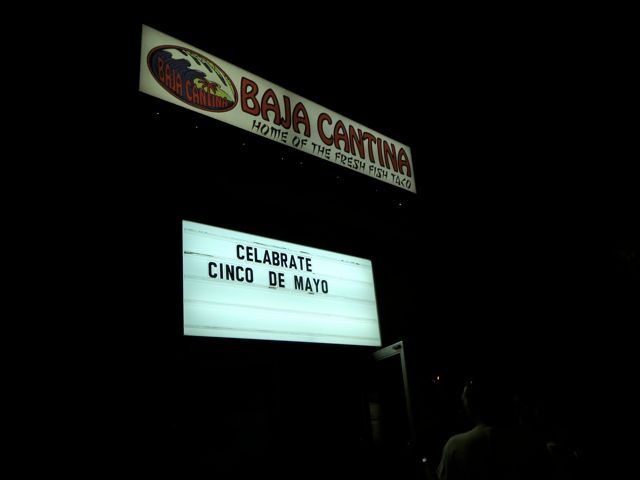 BAJA CANTINA
BAJA CANTINA
HOME OF THE FRESH FISH TACO
CELABRATE
CINCO DE MAYO